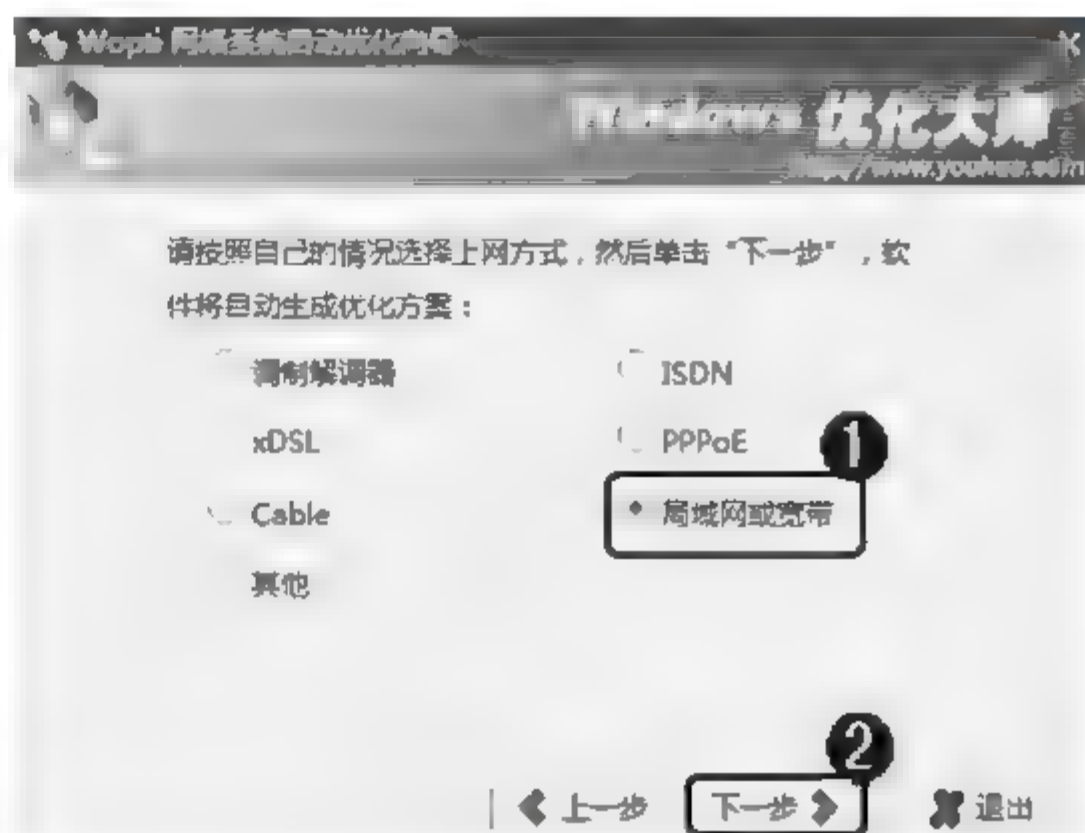 Wopti 网络系统自动优化向导
Windows 优化大师
请按照自己的情况选择上网方式，然后单击“下一步”，软
件将自动生成优化方案：
调制解调器 ISDN
xDSL PPPoE
1
Cable 局域网或宽带
其他
2
上一步 下一步 退出